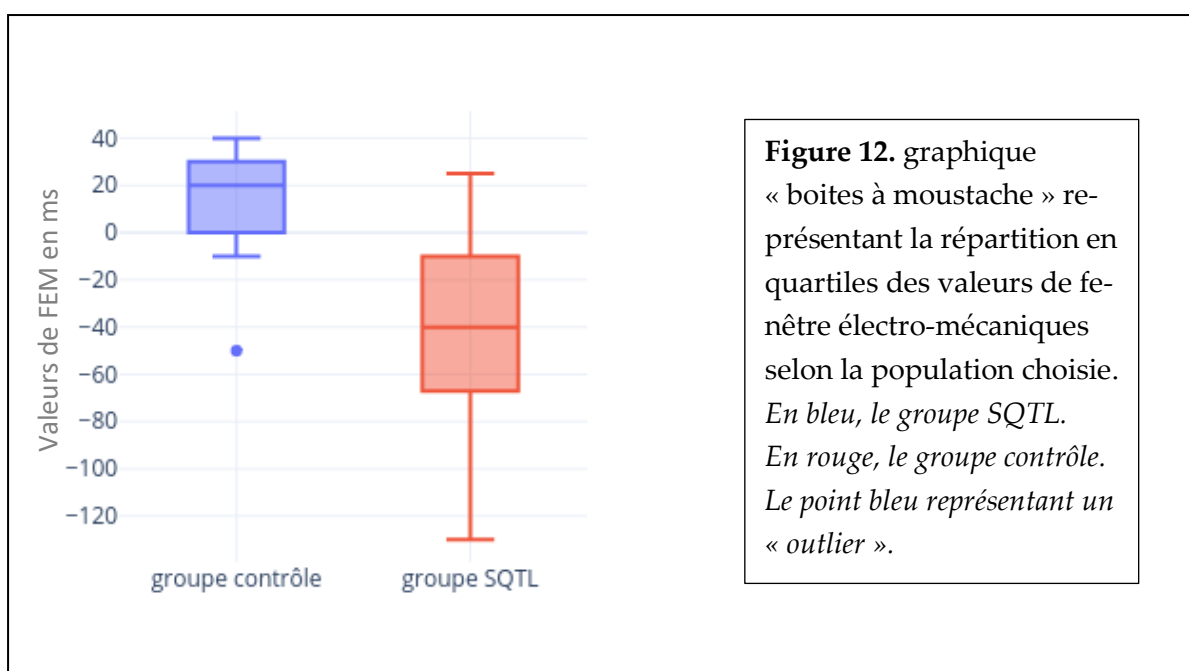 Valeurs de FEM en ms
40
20
0
−20
−40
−60
−80
−100
−120
groupe contrôle
groupe SQTL
Figure 12. graphique
« boites à moustache » re-
présentant la répartition en
quartiles des valeurs de fe-
nêtre électro-mécaniques
selon la population choisie.
En bleu, le groupe SQTL.
En rouge, le groupe contrôle.
Le point bleu représentant un
« outlier ».